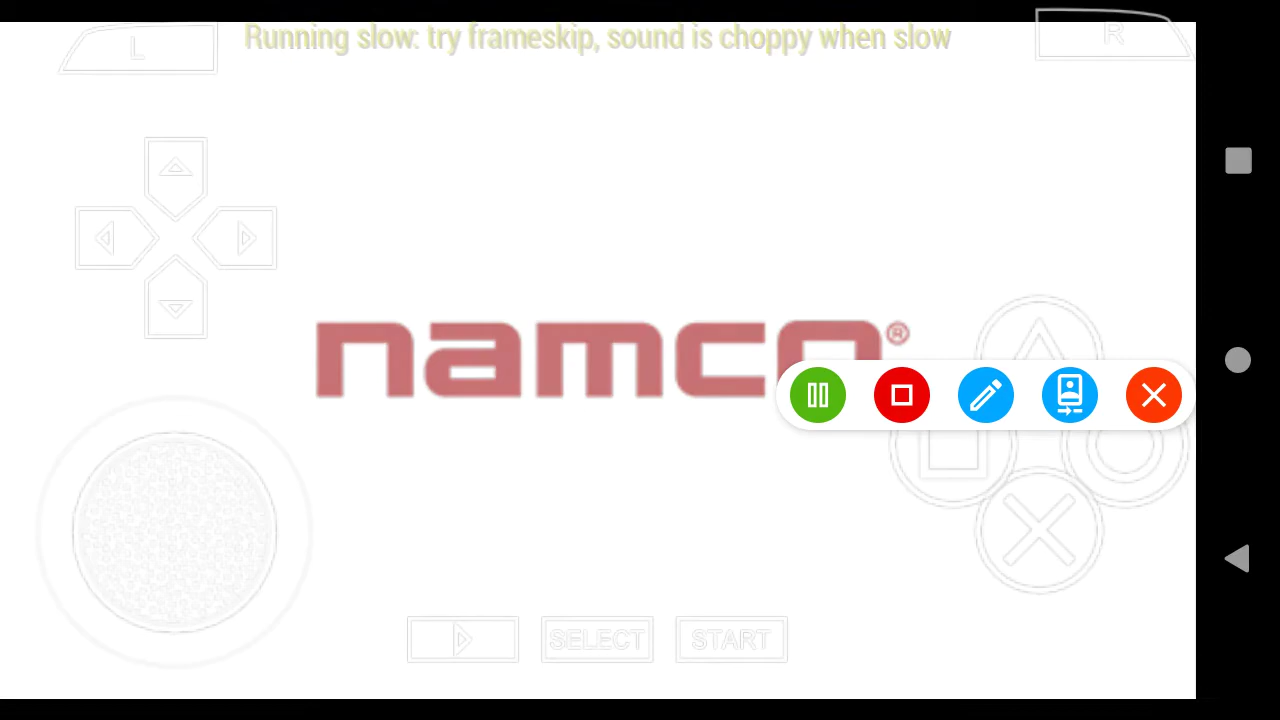 L
Running slow: try frameskip, sound is choppy when slow
R
namco®
SELECT
START